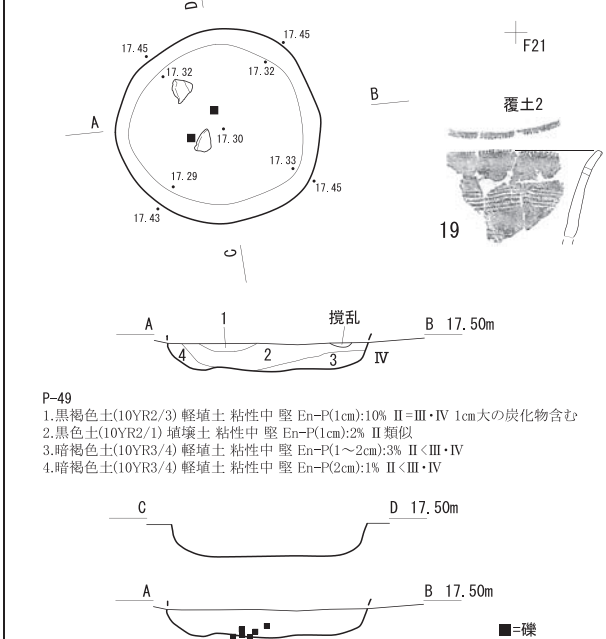 D
17.45
17.45
17.32
17.32
F21
B
覆土2
A
17.30
17.33
17.29
17.45
17.43
19
C
A
1
撹乱
B 17.50m
4
2
3
Ⅳ
P-49
1.黒褐色土(10YR2/3) 軽埴土 粘性中 堅 En-P(1cm):10% Ⅱ=Ⅲ・Ⅳ 1cm大の炭化物含む
2.黒色土(10YR2/1) 埴壌土 粘性中 堅 En-P(1cm):2% Ⅱ類似
3.暗褐色土(10YR3/4) 軽埴土 粘性中 堅 En-P(1～2cm):3% Ⅱ<Ⅲ・Ⅳ
4.暗褐色土(10YR3/4) 軽埴土 粘性中 堅 En-P(2cm):1% Ⅱ<Ⅲ・Ⅳ
C
D 17.50m
A
B 17.50m
■=礫